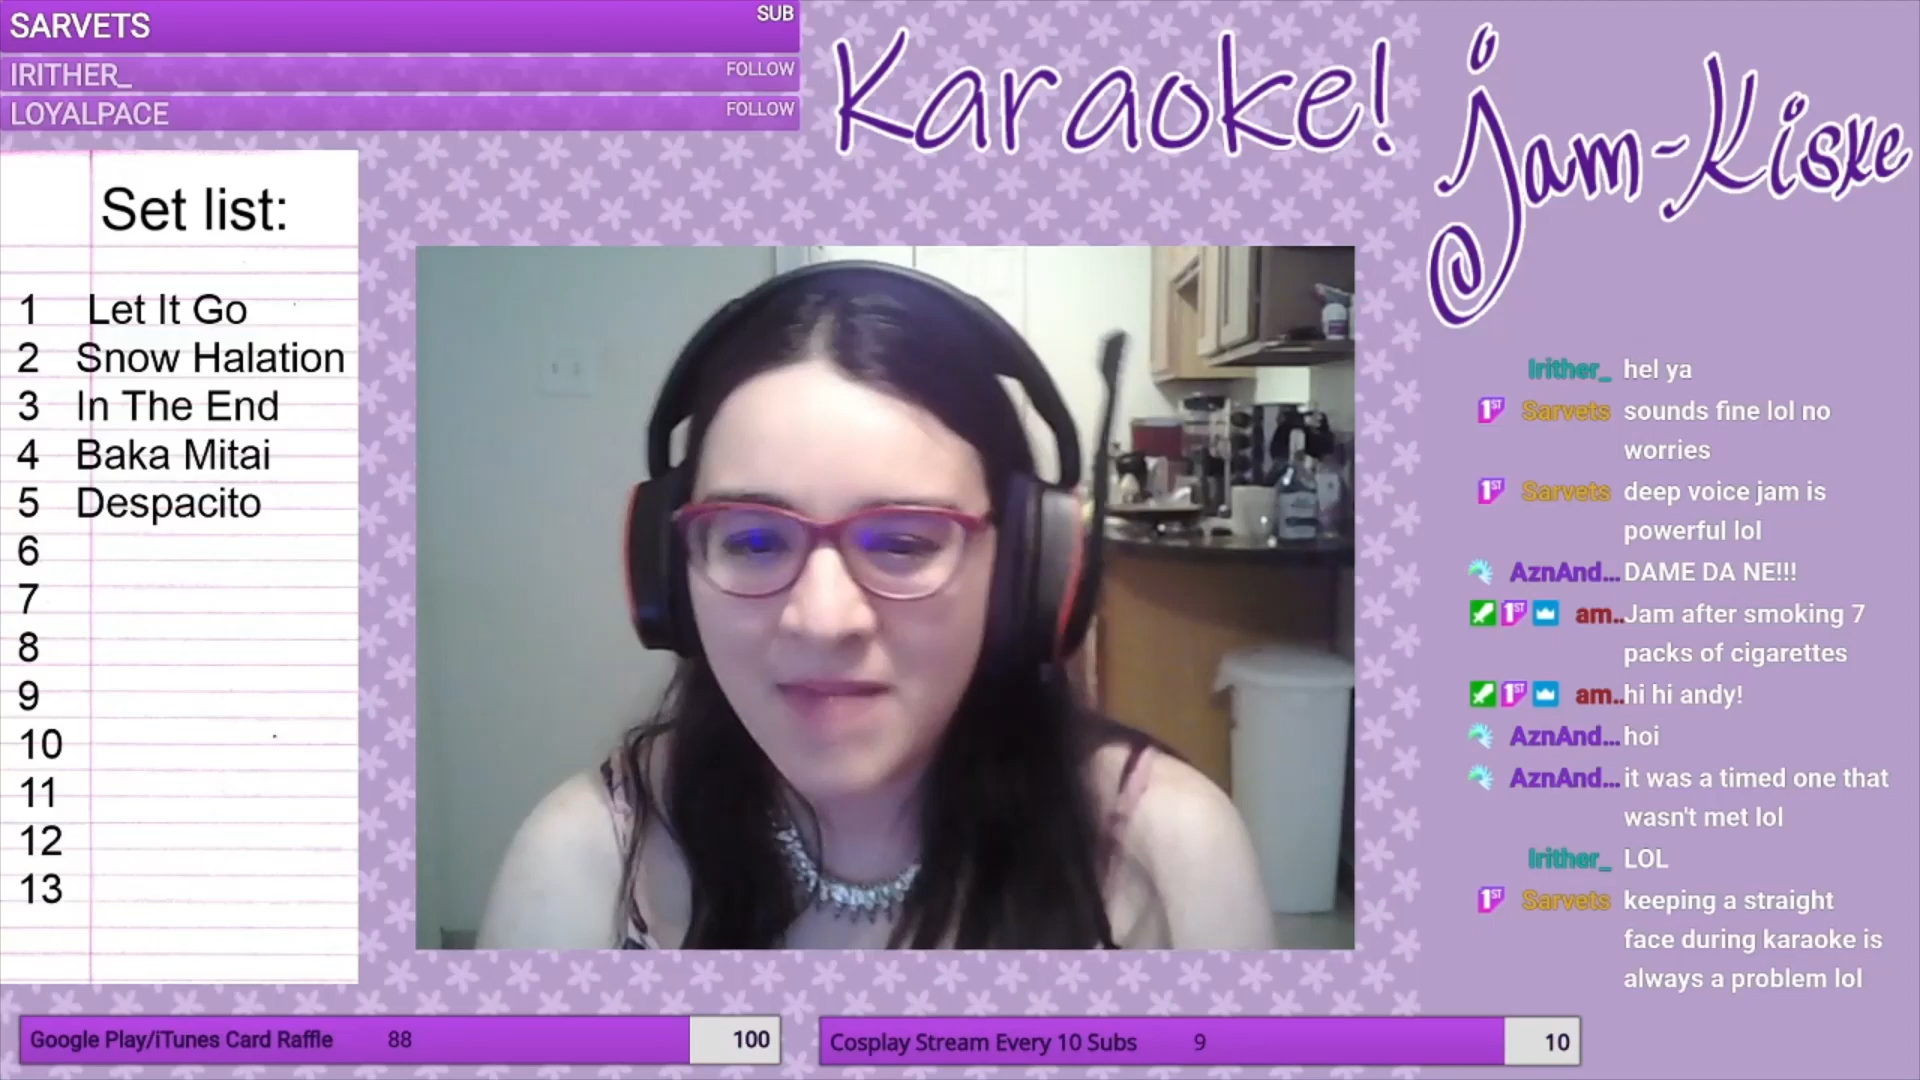 SARVETS SUB
IRITHER_ FOLLOW
LOYALPACE FOLLOW
Karaoke!
Jam-Kiske
Set list:
1 Let It Go
2 Snow Halation
3 In The End
4 Baka Mitai
5 Despacito
6
7
8
9
10
11
12
13
Irither_ hel ya
1ST Sarvets sounds fine lol no
worries
1ST Sarvets deep voice jam is
powerful lol
AznAnd... DAME DA NE!!!
1ST am.. Jam after smoking 7
packs of cigarettes
1ST am.. hi hi andy!
AznAnd... hoi
AznAnd... it was a timed one that
wasn't met lol
Irither_ LOL
1ST Sarvets keeping a straight
face during karaoke is
always a problem lol
Google Play/iTunes Card Raffle 88 100
Cosplay Stream Every 10 Subs 9 10